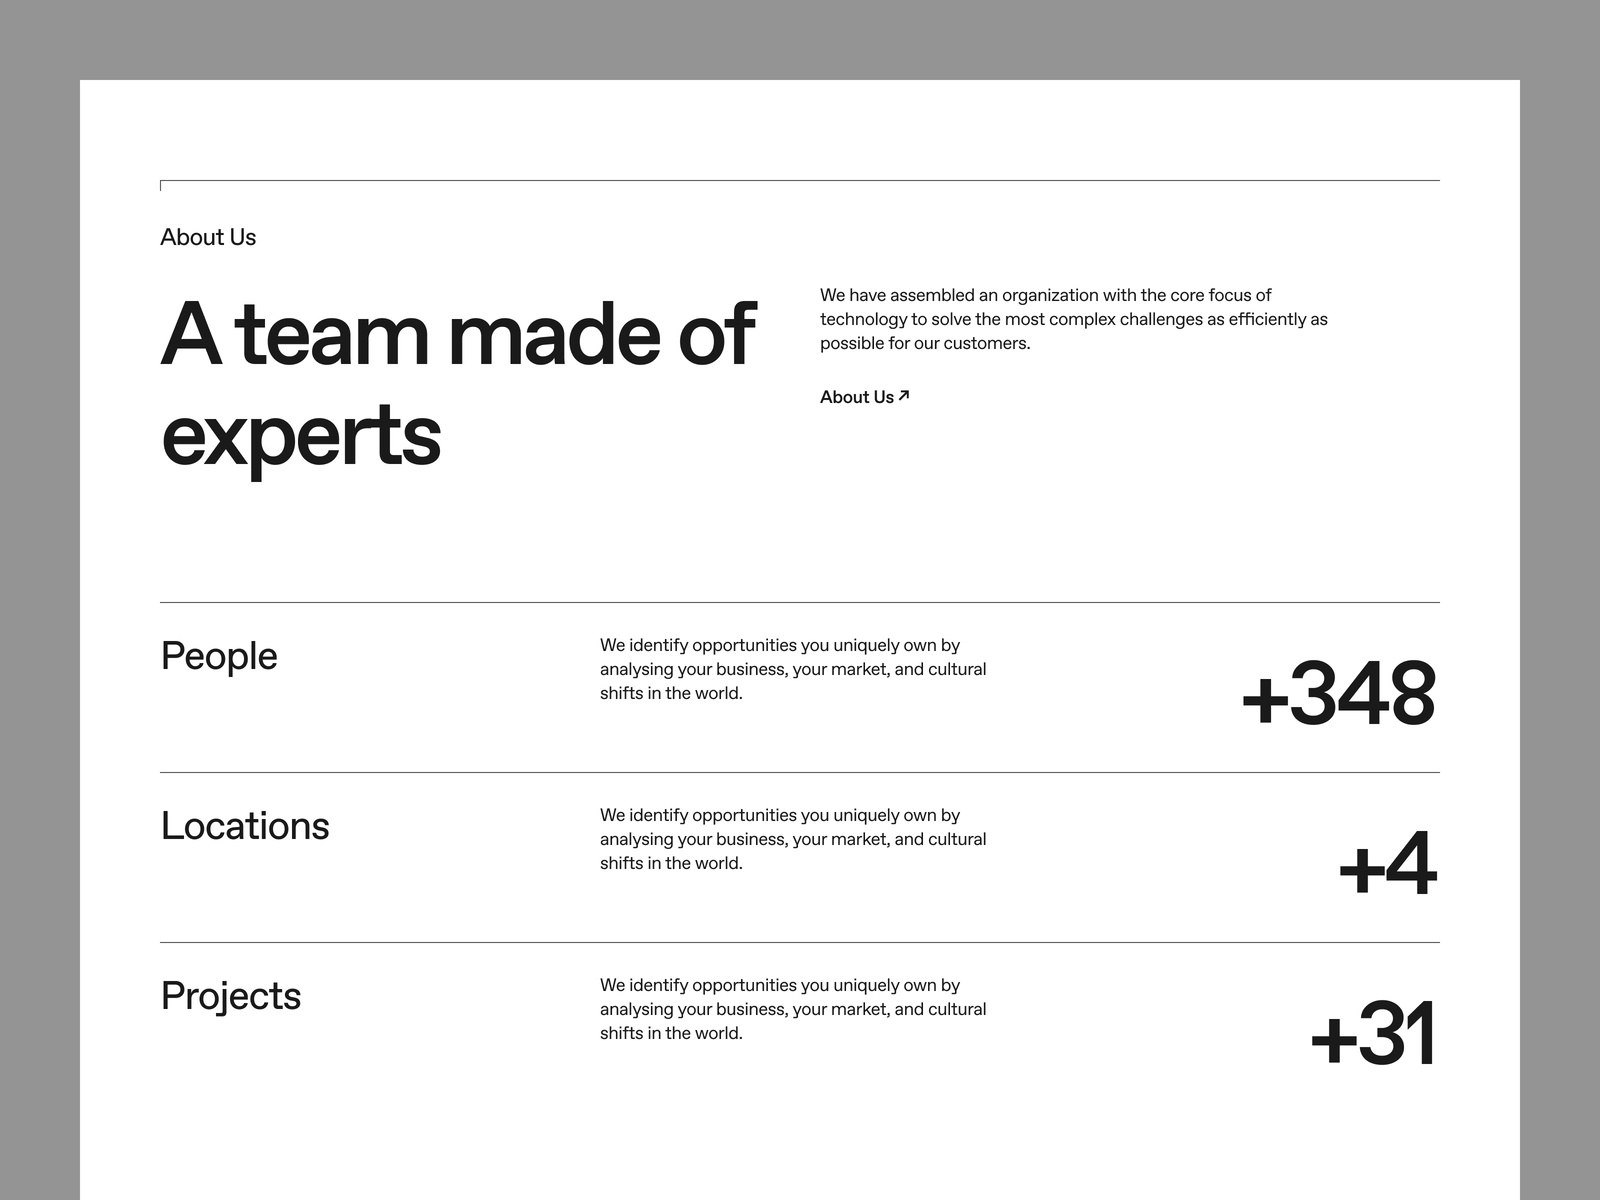 About Us
A team made of
experts
We have assembled an organization with the core focus of
technology to solve the most complex challenges as efficiently as
possible for our customers.
About Us ↗
People
We identify opportunities you uniquely own by
analysing your business, your market, and cultural
shifts in the world.
+348
Locations
We identify opportunities you uniquely own by
analysing your business, your market, and cultural
shifts in the world.
+4
Projects
We identify opportunities you uniquely own by
analysing your business, your market, and cultural
shifts in the world.
+31